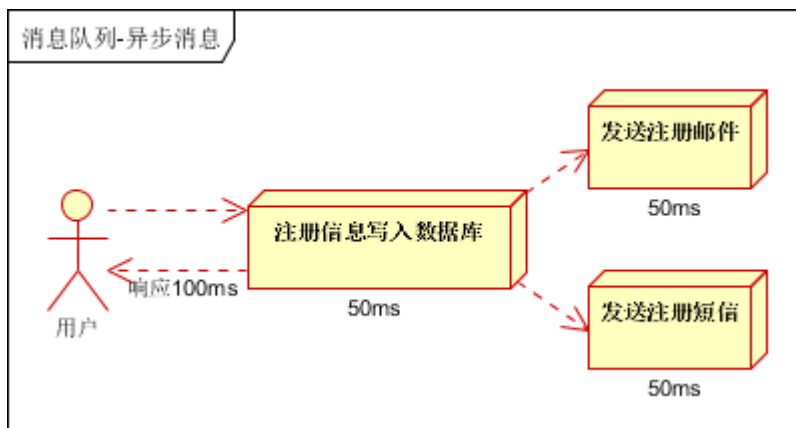 消息队列-异步消息
发送注册邮件
50ms
注册信息写入数据库
响应100ms
50ms
用户
发送注册短信
50ms